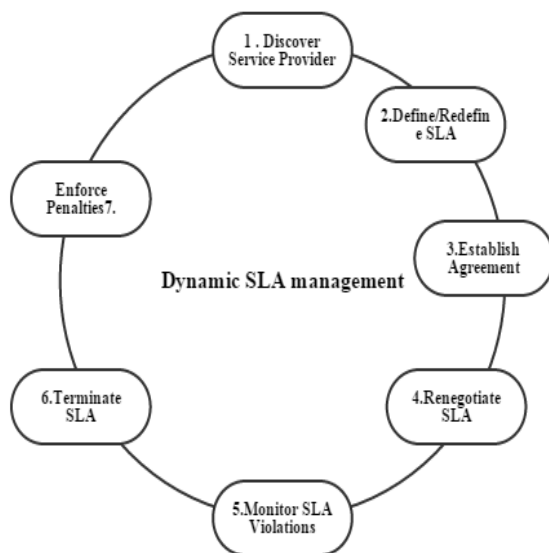 1 . Discover
Service Provider
2.Define/Redefin
e SLA
3.Establish
Agreement
Dynamic SLA management
4.Renegotiate
SLA
5.Monitor SLA
Violations
6.Terminate
SLA
Enforce
Penalties7.